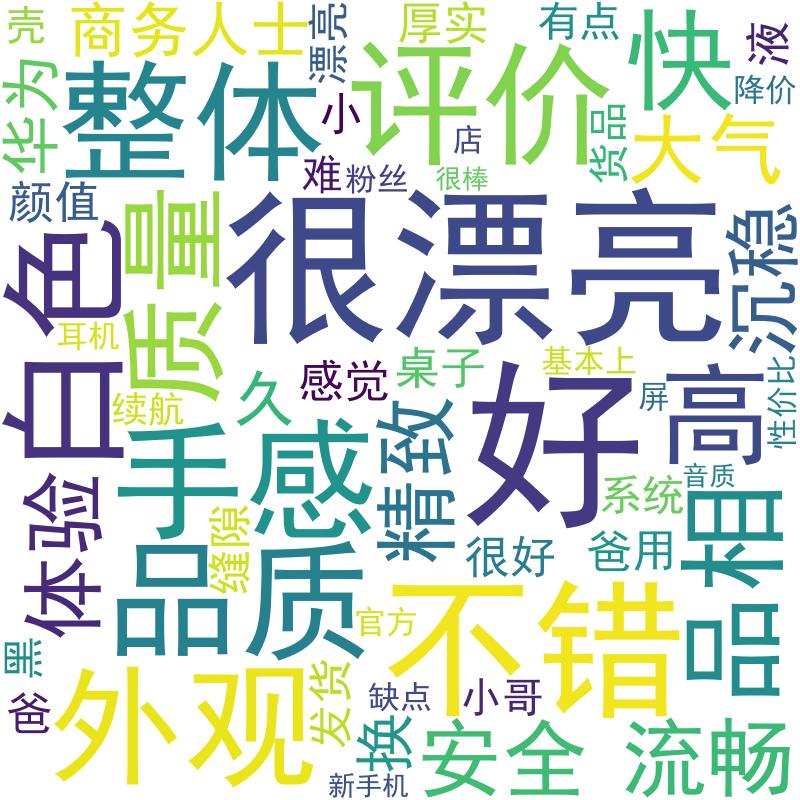 壳
商务人士
漂亮
厚实
有点
快
液
华为
整体
评价
降价
小
店
货品
大气
难
粉丝
很棒
颜值
质量
很漂亮
沉稳
白色
耳机
感觉
桌子
基本上
高
性价比
续航
久
好
屏
手感
精致
系统
音质
体验
缝隙
很好
爸用
品相
品质
不错
官方
黑
外观
发货
缺点
小哥
爸
换
安全
流畅
新手机